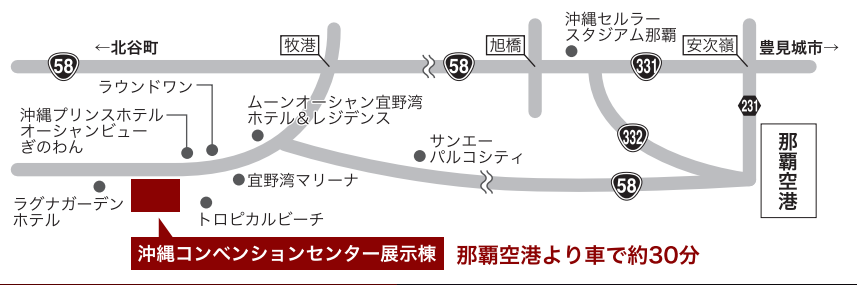 沖縄セルラー
スタジアム那覇
←北谷町
牧港
旭橋
安次嶺
豊見城市→
58
58
331
ラウンドワン
231
ムーンオーシャン宜野湾
ホテル＆レジデンス
沖縄プリンスホテル
オーシャンビュー
ぎのわん
332
サンエー
パルコシティ
那覇空港
宜野湾マリーナ
58
ラグナガーデン
ホテル
トロピカルビーチ
沖縄コンベンションセンター展示棟
那覇空港より車で約30分